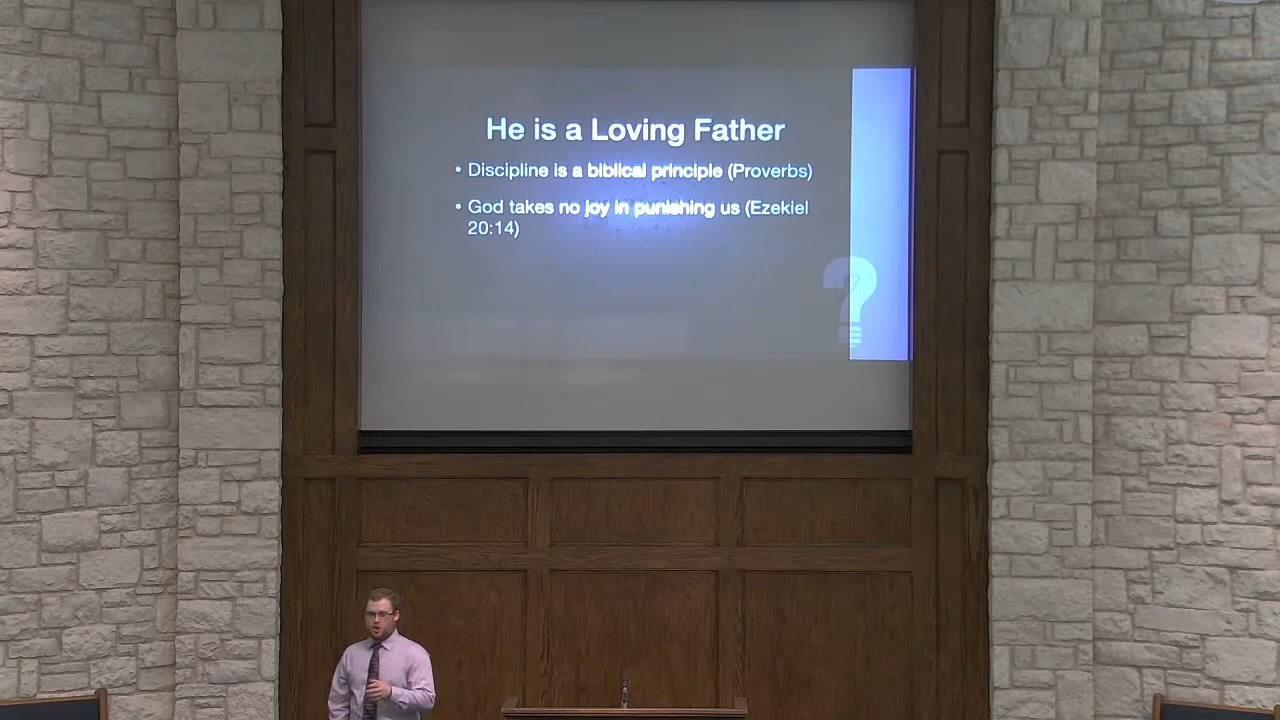 He is a Loving Father
• Discipline is a biblical principle (Proverbs)
• God takes no joy in punishing us (Ezekiel
20:14)
?